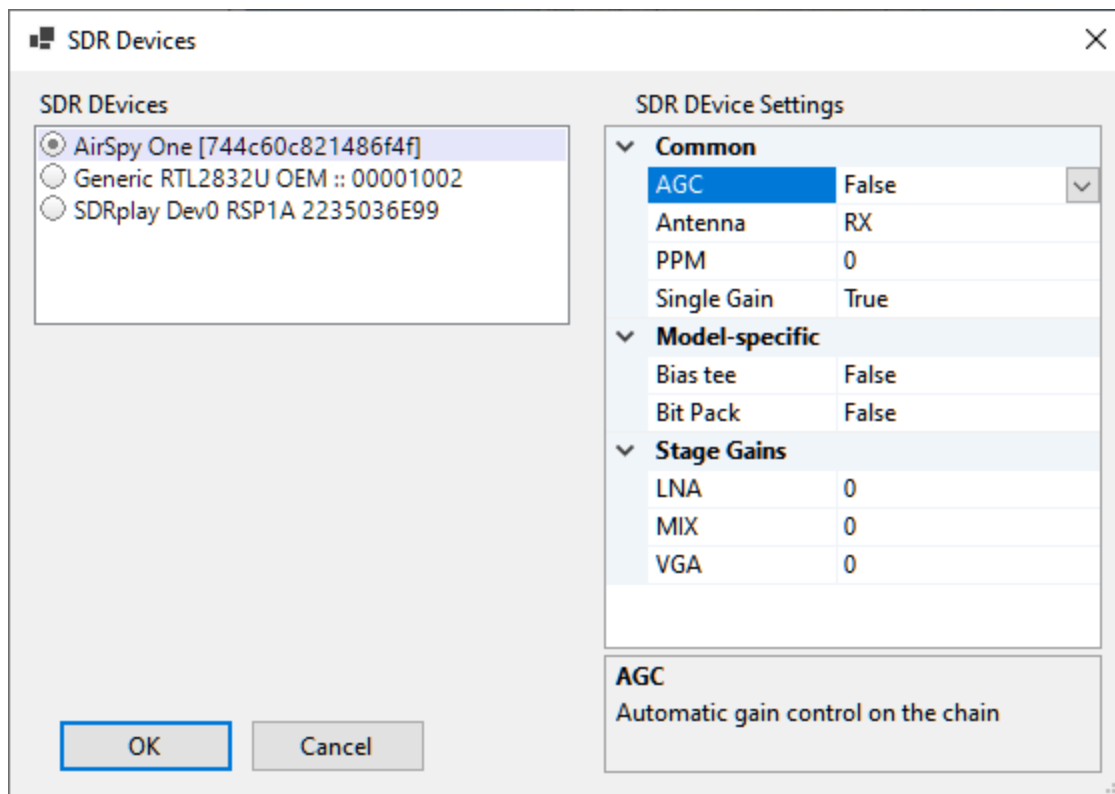 SDR Devices
SDR DEvices
AirSpy One [744c60c821486f4f]
Generic RTL2832U OEM :: 00001002
SDRplay Dev0 RSP1A 2235036E99
SDR DEvice Settings
Common
AGC False
Antenna RX
PPM 0
Single Gain True
Model-specific
Bias tee False
Bit Pack False
Stage Gains
LNA 0
MIX 0
VGA 0
AGC
Automatic gain control on the chain
OK Cancel